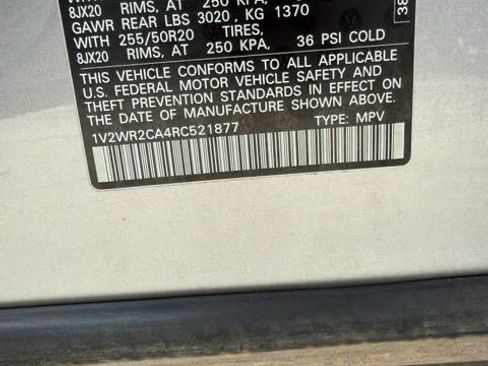 8JX20 RIMS, AT 250 KPA,
GAWR REAR LBS 3020, KG 1370
WITH 255/50R20 TIRES,
8JX20 RIMS, AT 250 KPA, 36 PSI COLD
THIS VEHICLE CONFORMS TO ALL APPLICABLE
U.S. FEDERAL MOTOR VEHICLE SAFETY AND
THEFT PREVENTION STANDARDS IN EFFECT ON
THE DATE OF MANUFACTURE SHOWN ABOVE.
1V2WR2CA4RC521877 TYPE: MPV